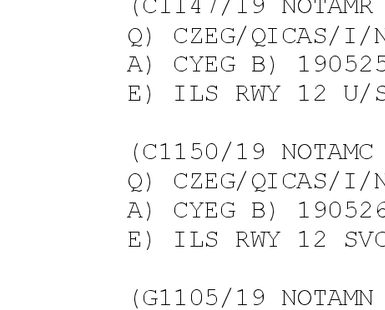 (C1147/19 NOTAMR
Q) CZEG/QICAS/I/N
A) CYEG B) 190525
E) ILS RWY 12 U/S
(C1150/19 NOTAMC
Q) CZEG/QICAS/I/N
A) CYEG B) 190526
E) ILS RWY 12 SVC
(G1105/19 NOTAMN